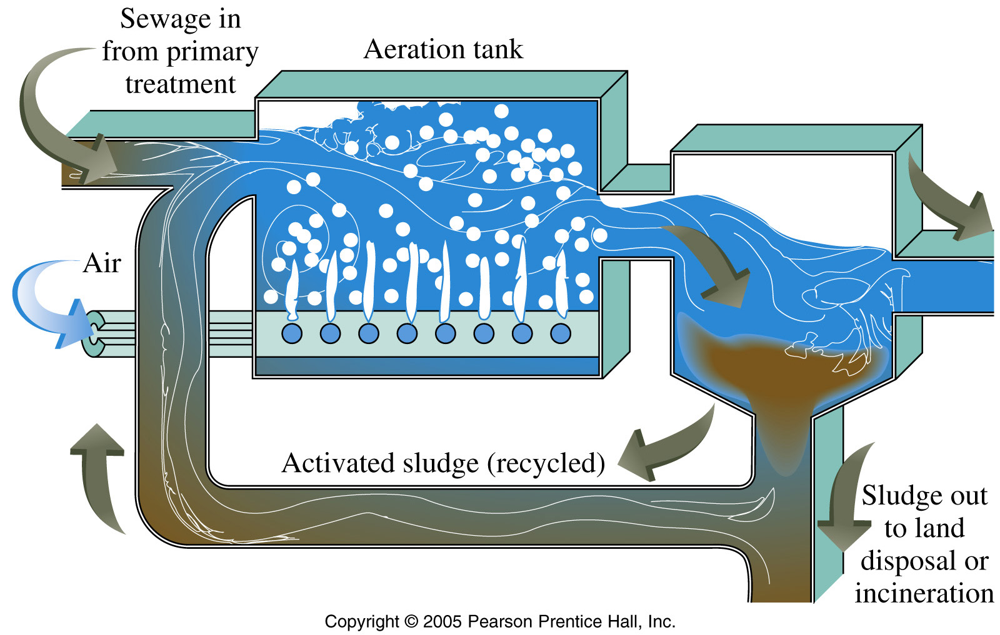 Sewage in
from primary
treatment
Aeration tank
Air
Activated sludge (recycled)
Sludge out
to land
disposal or
incineration
Copyright © 2005 Pearson Prentice Hall, Inc.